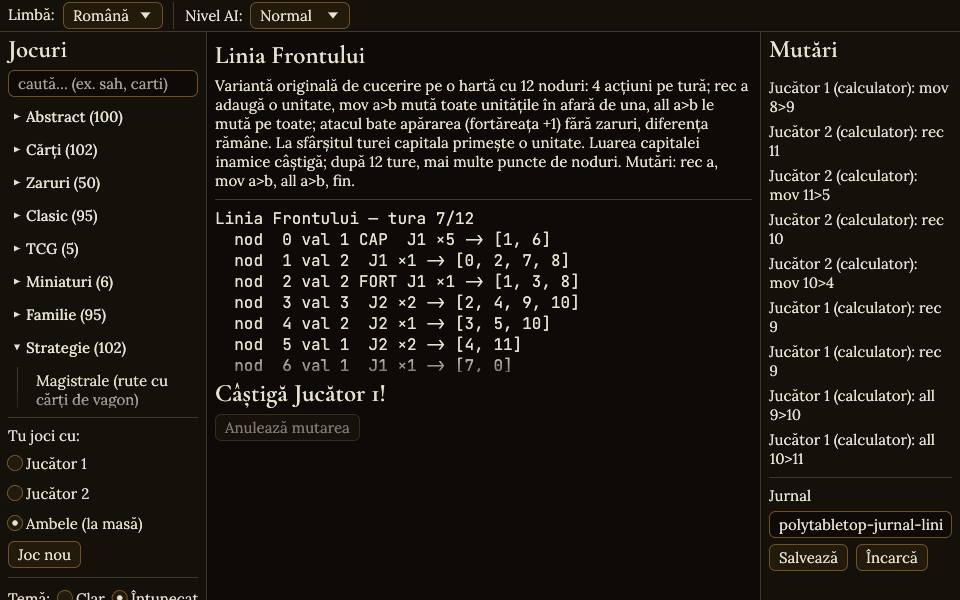 Limbă:
Română ▼
Nivel AI:
Normal ▼
Jocuri
caută... (ex. sah, carti)
▸ Abstract (100)
▸ Cărți (102)
▸ Zaruri (50)
▸ Clasic (95)
▸ TCG (5)
▸ Miniaturi (6)
▸ Familie (95)
▾ Strategie (102)
Magistrale (rute cu
cărți de vagon)
Tu joci cu:
Jucător 1
Jucător 2
Ambele (la masă)
Joc nou
Temă: Clar Întunecat
Linia Frontului
Variantă originală de cucerire pe o hartă cu 12 noduri: 4 acțiuni pe tură; rec a
adaugă o unitate, mov a>b mută toate unitățile în afară de una, all a>b le
mută pe toate; atacul bate apărarea (fortăreața +1) fără zaruri, diferența
rămâne. La sfârșitul turei capitala primește o unitate. Luarea capitalei
inamice câștigă; după 12 ture, mai multe puncte de noduri. Mutări: rec a,
mov a>b, all a>b, fin.
Linia Frontului — tura 7/12
nod 0 val 1 CAP J1 ×5 → [1, 6]
nod 1 val 2 J1 ×1 → [0, 2, 7, 8]
nod 2 val 2 FORT J1 ×1 → [1, 3, 8]
nod 3 val 3 J2 ×2 → [2, 4, 9, 10]
nod 4 val 2 J2 ×1 → [3, 5, 10]
nod 5 val 1 J2 ×2 → [4, 11]
nod 6 val 1 J1 ×1 → [7, 0]
Câștigă Jucător 1!
Anulează mutarea
Mutări
Jucător 1 (calculator): mov
8>9
Jucător 2 (calculator): rec
11
Jucător 2 (calculator):
mov 11>5
Jucător 2 (calculator): rec
10
Jucător 2 (calculator):
mov 10>4
Jucător 1 (calculator): rec
9
Jucător 1 (calculator): rec
9
Jucător 1 (calculator): all
9>10
Jucător 1 (calculator): all
10>11
Jurnal
polytabletop-jurnal-lini
Salvează
Încarcă